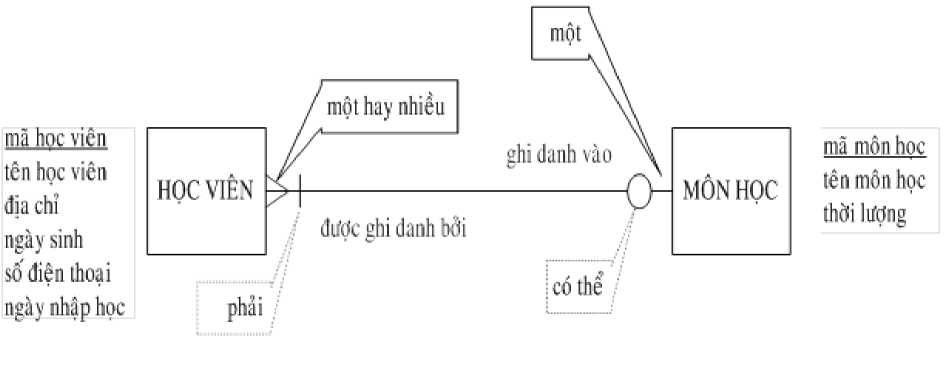 một
một hay nhiều
mã học viên
tên học viên
địa chỉ
ngày sinh
số điện thoại
ngày nhập học
HỌC VIÊN
ghi danh vào
được ghi danh bởi
phải
có thể
MÔN HỌC
mã môn học
tên môn học
thời lượng